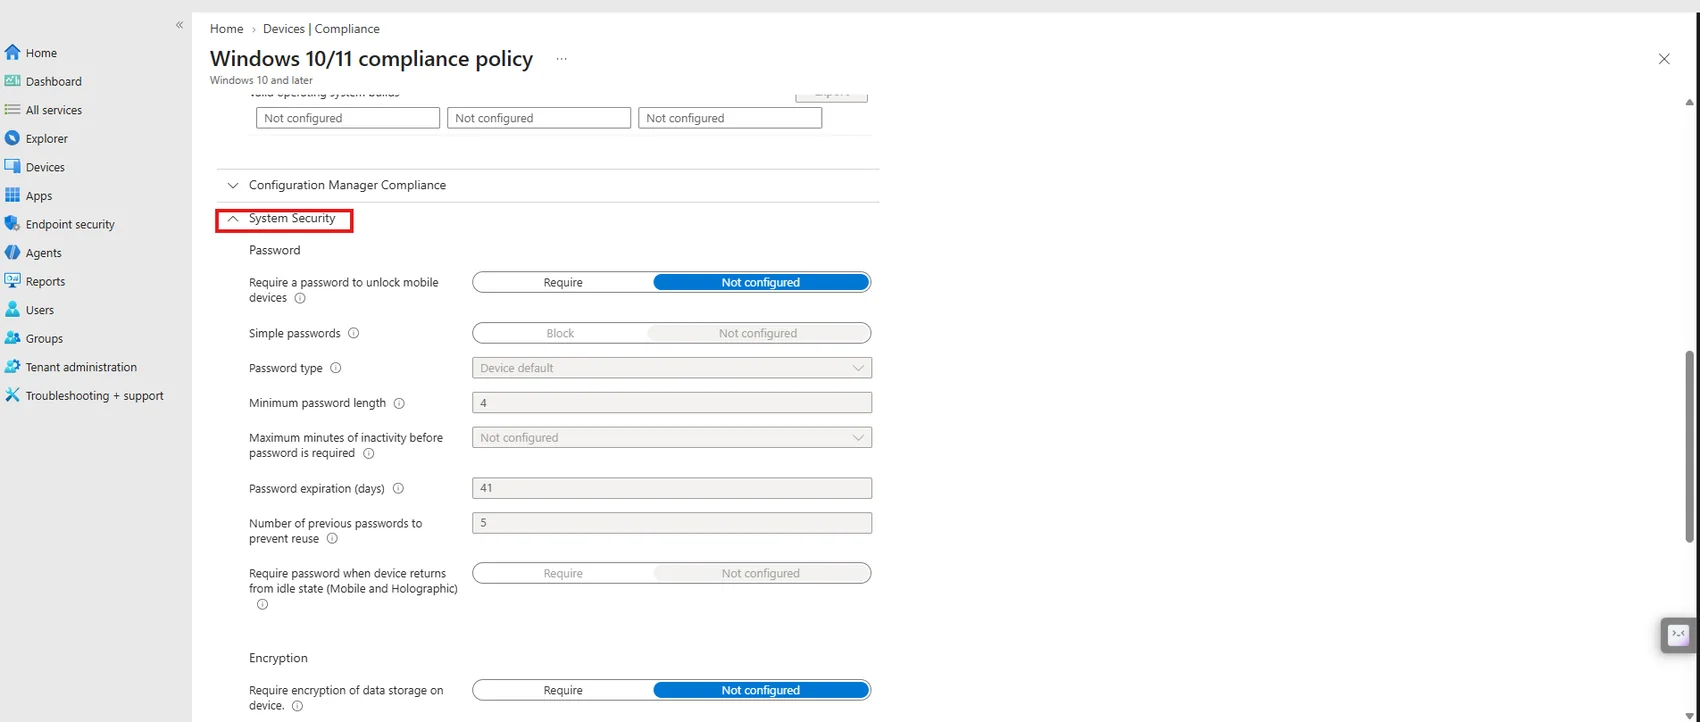 Home
Dashboard
All services
Explorer
Devices
Apps
Endpoint security
Agents
Reports
Users
Groups
Tenant administration
Troubleshooting + support
Home > Devices | Compliance
Windows 10/11 compliance policy ...
Windows 10 and later
Valid operating system builds Export
Not configured Not configured Not configured
Configuration Manager Compliance
System Security
Password
Require a password to unlock mobile
devices
Require Not configured
Simple passwords
Block Not configured
Password type
Device default
Minimum password length
4
Maximum minutes of inactivity before
password is required
Not configured
Password expiration (days)
41
Number of previous passwords to
prevent reuse
5
Require password when device returns
from idle state (Mobile and Holographic)
Require Not configured
Encryption
Require encryption of data storage on
device.
Require Not configured